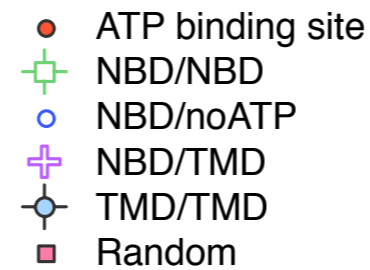 ATP binding site
NBD/NBD
NBD/noATP
NBD/TMD
TMD/TMD
Random